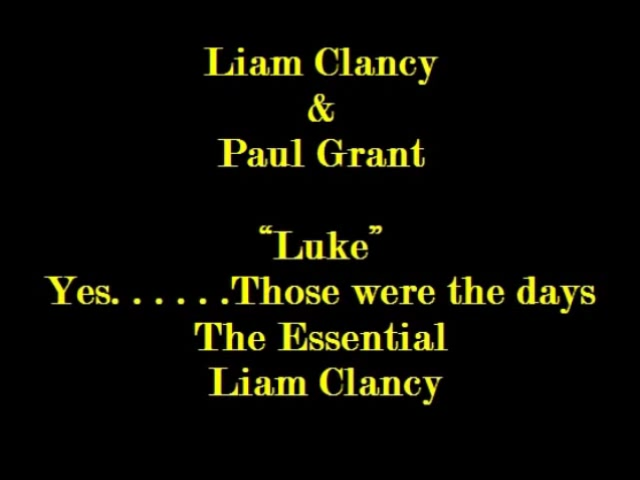 Liam Clancy
&
Paul Grant
“Luke”
Yes. . . . . .Those were the days
The Essential
Liam Clancy